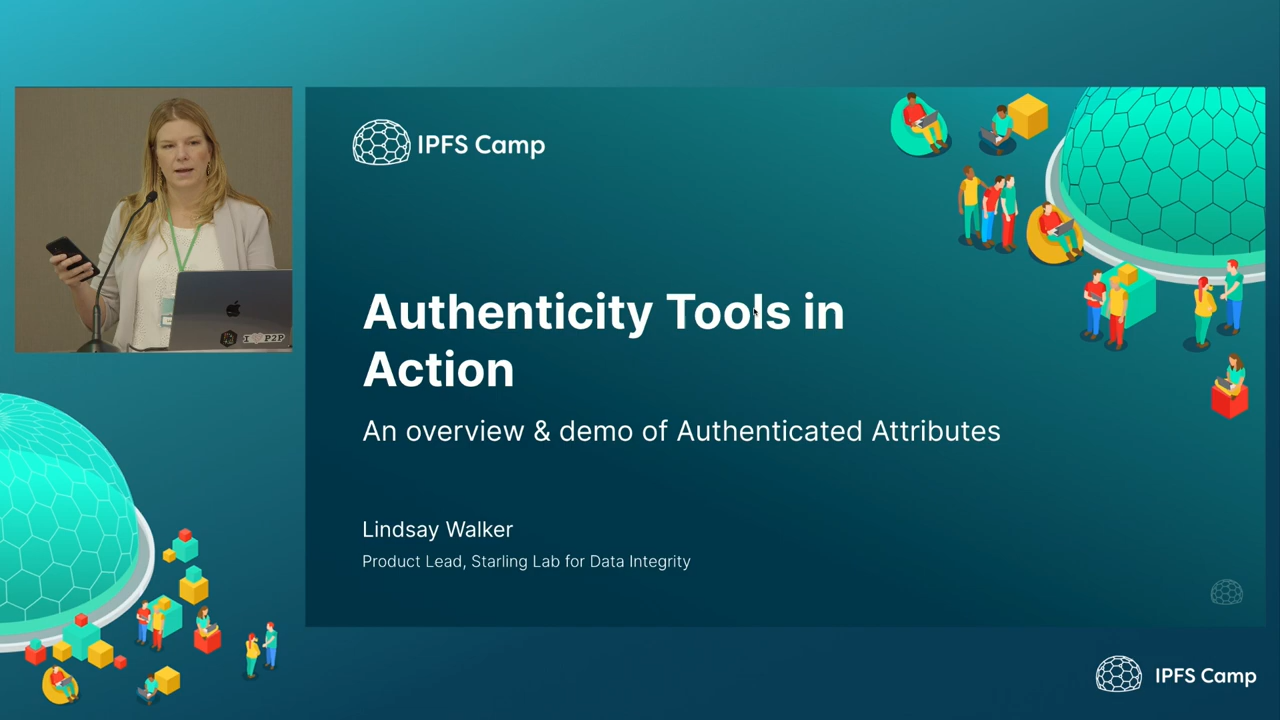 IPFS Camp
Authenticity Tools in
Action
An overview & demo of Authenticated Attributes
Lindsay Walker
Product Lead, Starling Lab for Data Integrity
P2P
IPFS Camp